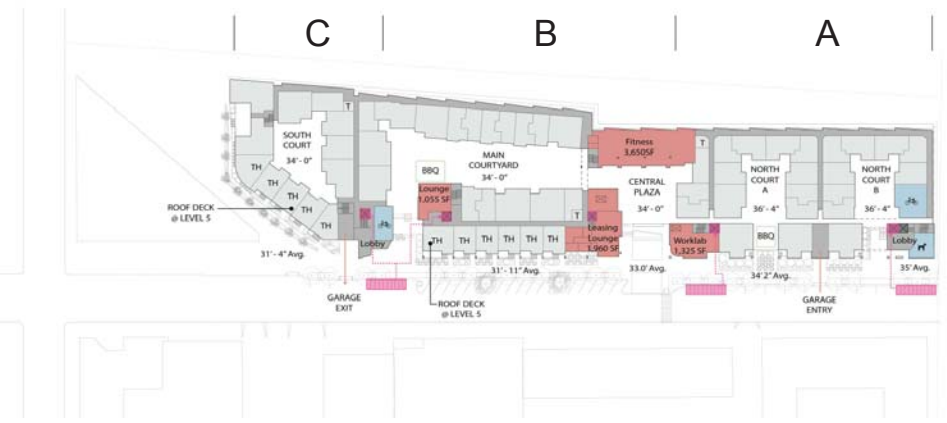 C
B
A
T
SOUTH
COURT
34'- 0"
TH
TH
TH
TH
TH
ROOF DECK
@ LEVEL 5
31'- 4" Avg.
GARAGE
EXIT
Lobby
MAIN
COURTYARD
34'- 0"
BBQ
Lounge
1,055 SF
T
TH
TH
TH
TH
TH
TH
31'- 11" Avg.
ROOF DECK
@ LEVEL 5
Leasing
Lounge
1,960 SF
Fitness
3,650SF
CENTRAL
PLAZA
34'- 0"
33.0' Avg.
T
Worklab
1,325 SF
NORTH
COURT
A
36'- 4"
BBQ
34'2" Avg.
GARAGE
ENTRY
NORTH
COURT
B
36'- 4"
Lobby
35' Avg.